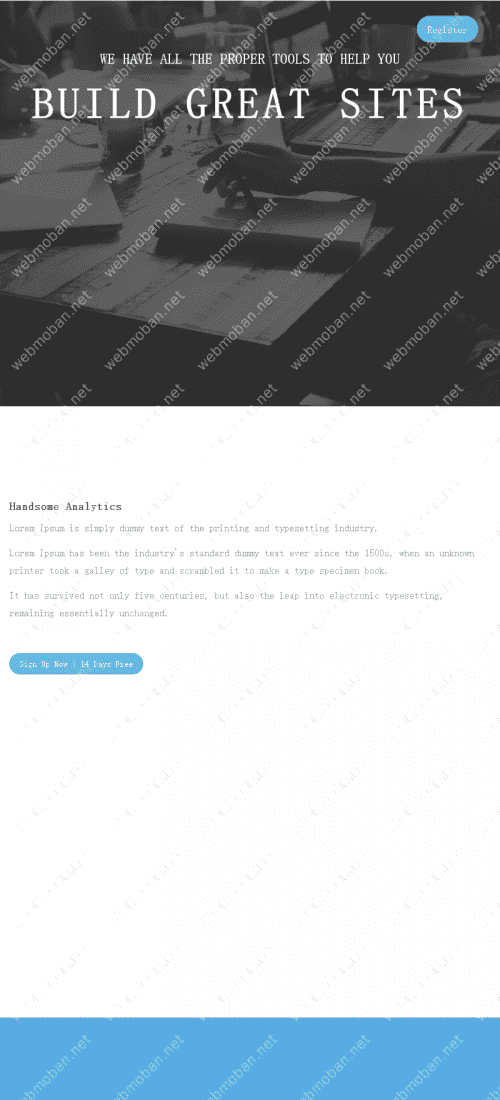 Register
WE HAVE ALL THE PROPER TOOLS TO HELP YOU
BUILD GREAT SITES
Handsome Analytics
Lorem Ipsum is simply dummy text of the printing and typesetting industry.
Lorem Ipsum has been the industry's standard dummy text ever since the 1500s, when an unknown
printer took a galley of type and scrambled it to make a type specimen book.
It has survived not only five centuries, but also the leap into electronic typesetting,
remaining essentially unchanged.
Sign Up Now | 14 Days Free
webmoban.net